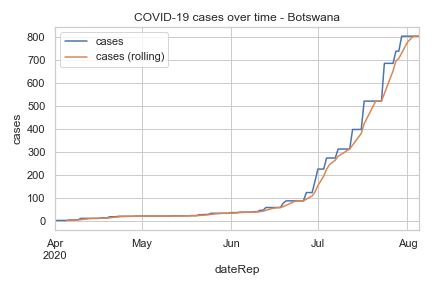 COVID-19 cases over time - Botswana
cases
cases (rolling)
800
700
600
500
400
300
200
100
0
cases
Apr
2020
May
Jun
Jul
Aug
dateRep